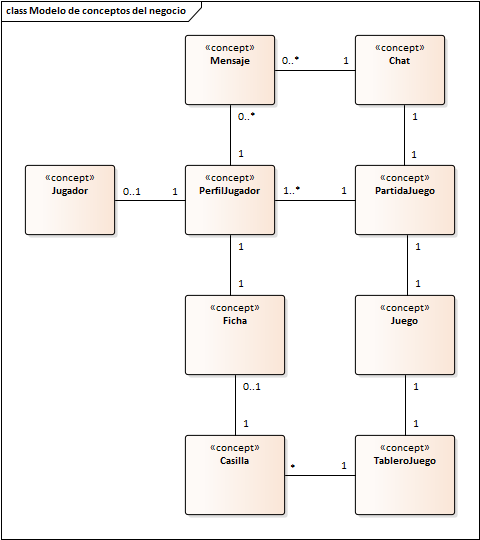 class Modelo de conceptos del negocio
«concept»
Mensaje
0..*
1
«concept»
Chat
0..*
1
1
1
«concept»
Jugador
0..1
1
«concept»
PerfilJugador
1..*
1
«concept»
PartidaJuego
1
1
1
1
«concept»
Ficha
«concept»
Juego
0..1
1
1
1
«concept»
Casilla
*
1
«concept»
TableroJuego